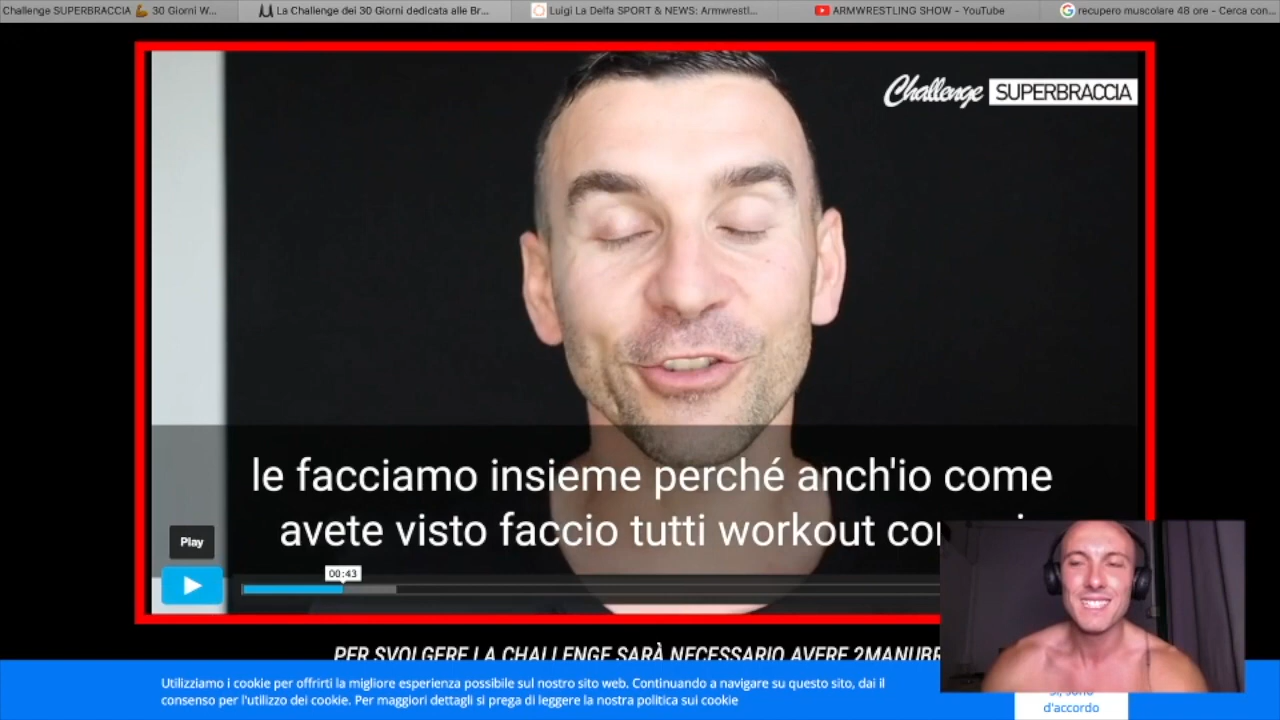 Challenge SUPERBRACCIA 💪 30 Giorni W...
La Challenge dei 30 Giorni dedicata alle Br...
Luigi La Delfa SPORT & NEWS: Armwrestl...
ARMWRESTLING SHOW - YouTube
recupero muscolare 48 ore - Cerca con...
Challenge SUPERBRACCIA
le facciamo insieme perché anch'io come
avete visto faccio tutti workout con
Play
00:43
PER SVOLGERE LA CHALLENGE SARÀ NECESSARIO AVERE 2MANUBR
Utilizziamo i cookie per offrirti la migliore esperienza possibile sul nostro sito web. Continuando a navigare su questo sito, dai il
consenso per l'utilizzo dei cookie. Per maggiori dettagli si prega di leggere la nostra politica sui cookie
Sì, sono
d'accordo